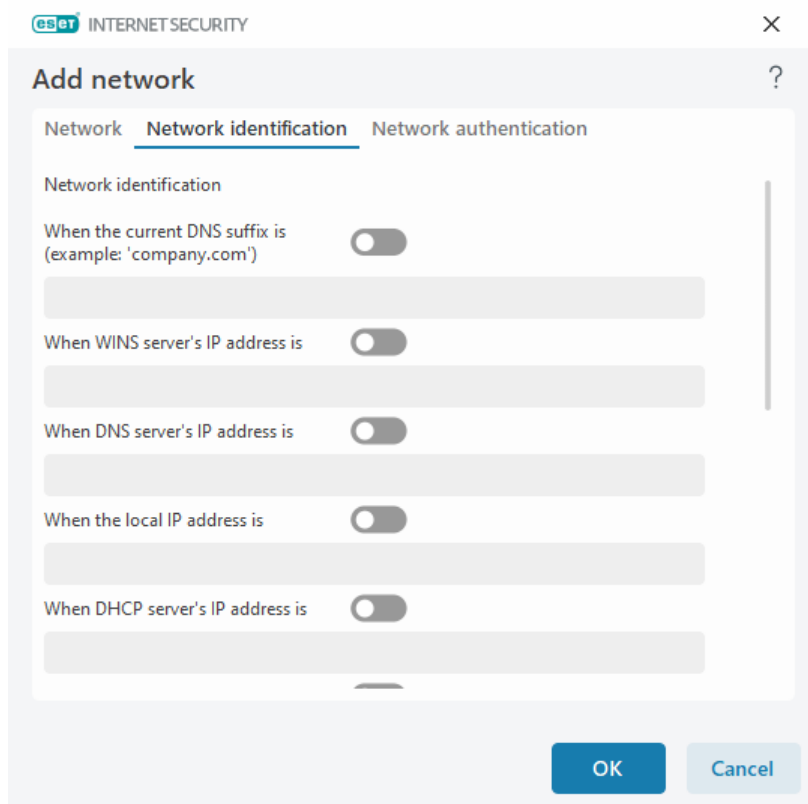 eset INTERNET SECURITY
Add network
?
Network Network identification Network authentication
Network identification
When the current DNS suffix is
(example: 'company.com')
When WINS server's IP address is
When DNS server's IP address is
When the local IP address is
When DHCP server's IP address is
OK Cancel